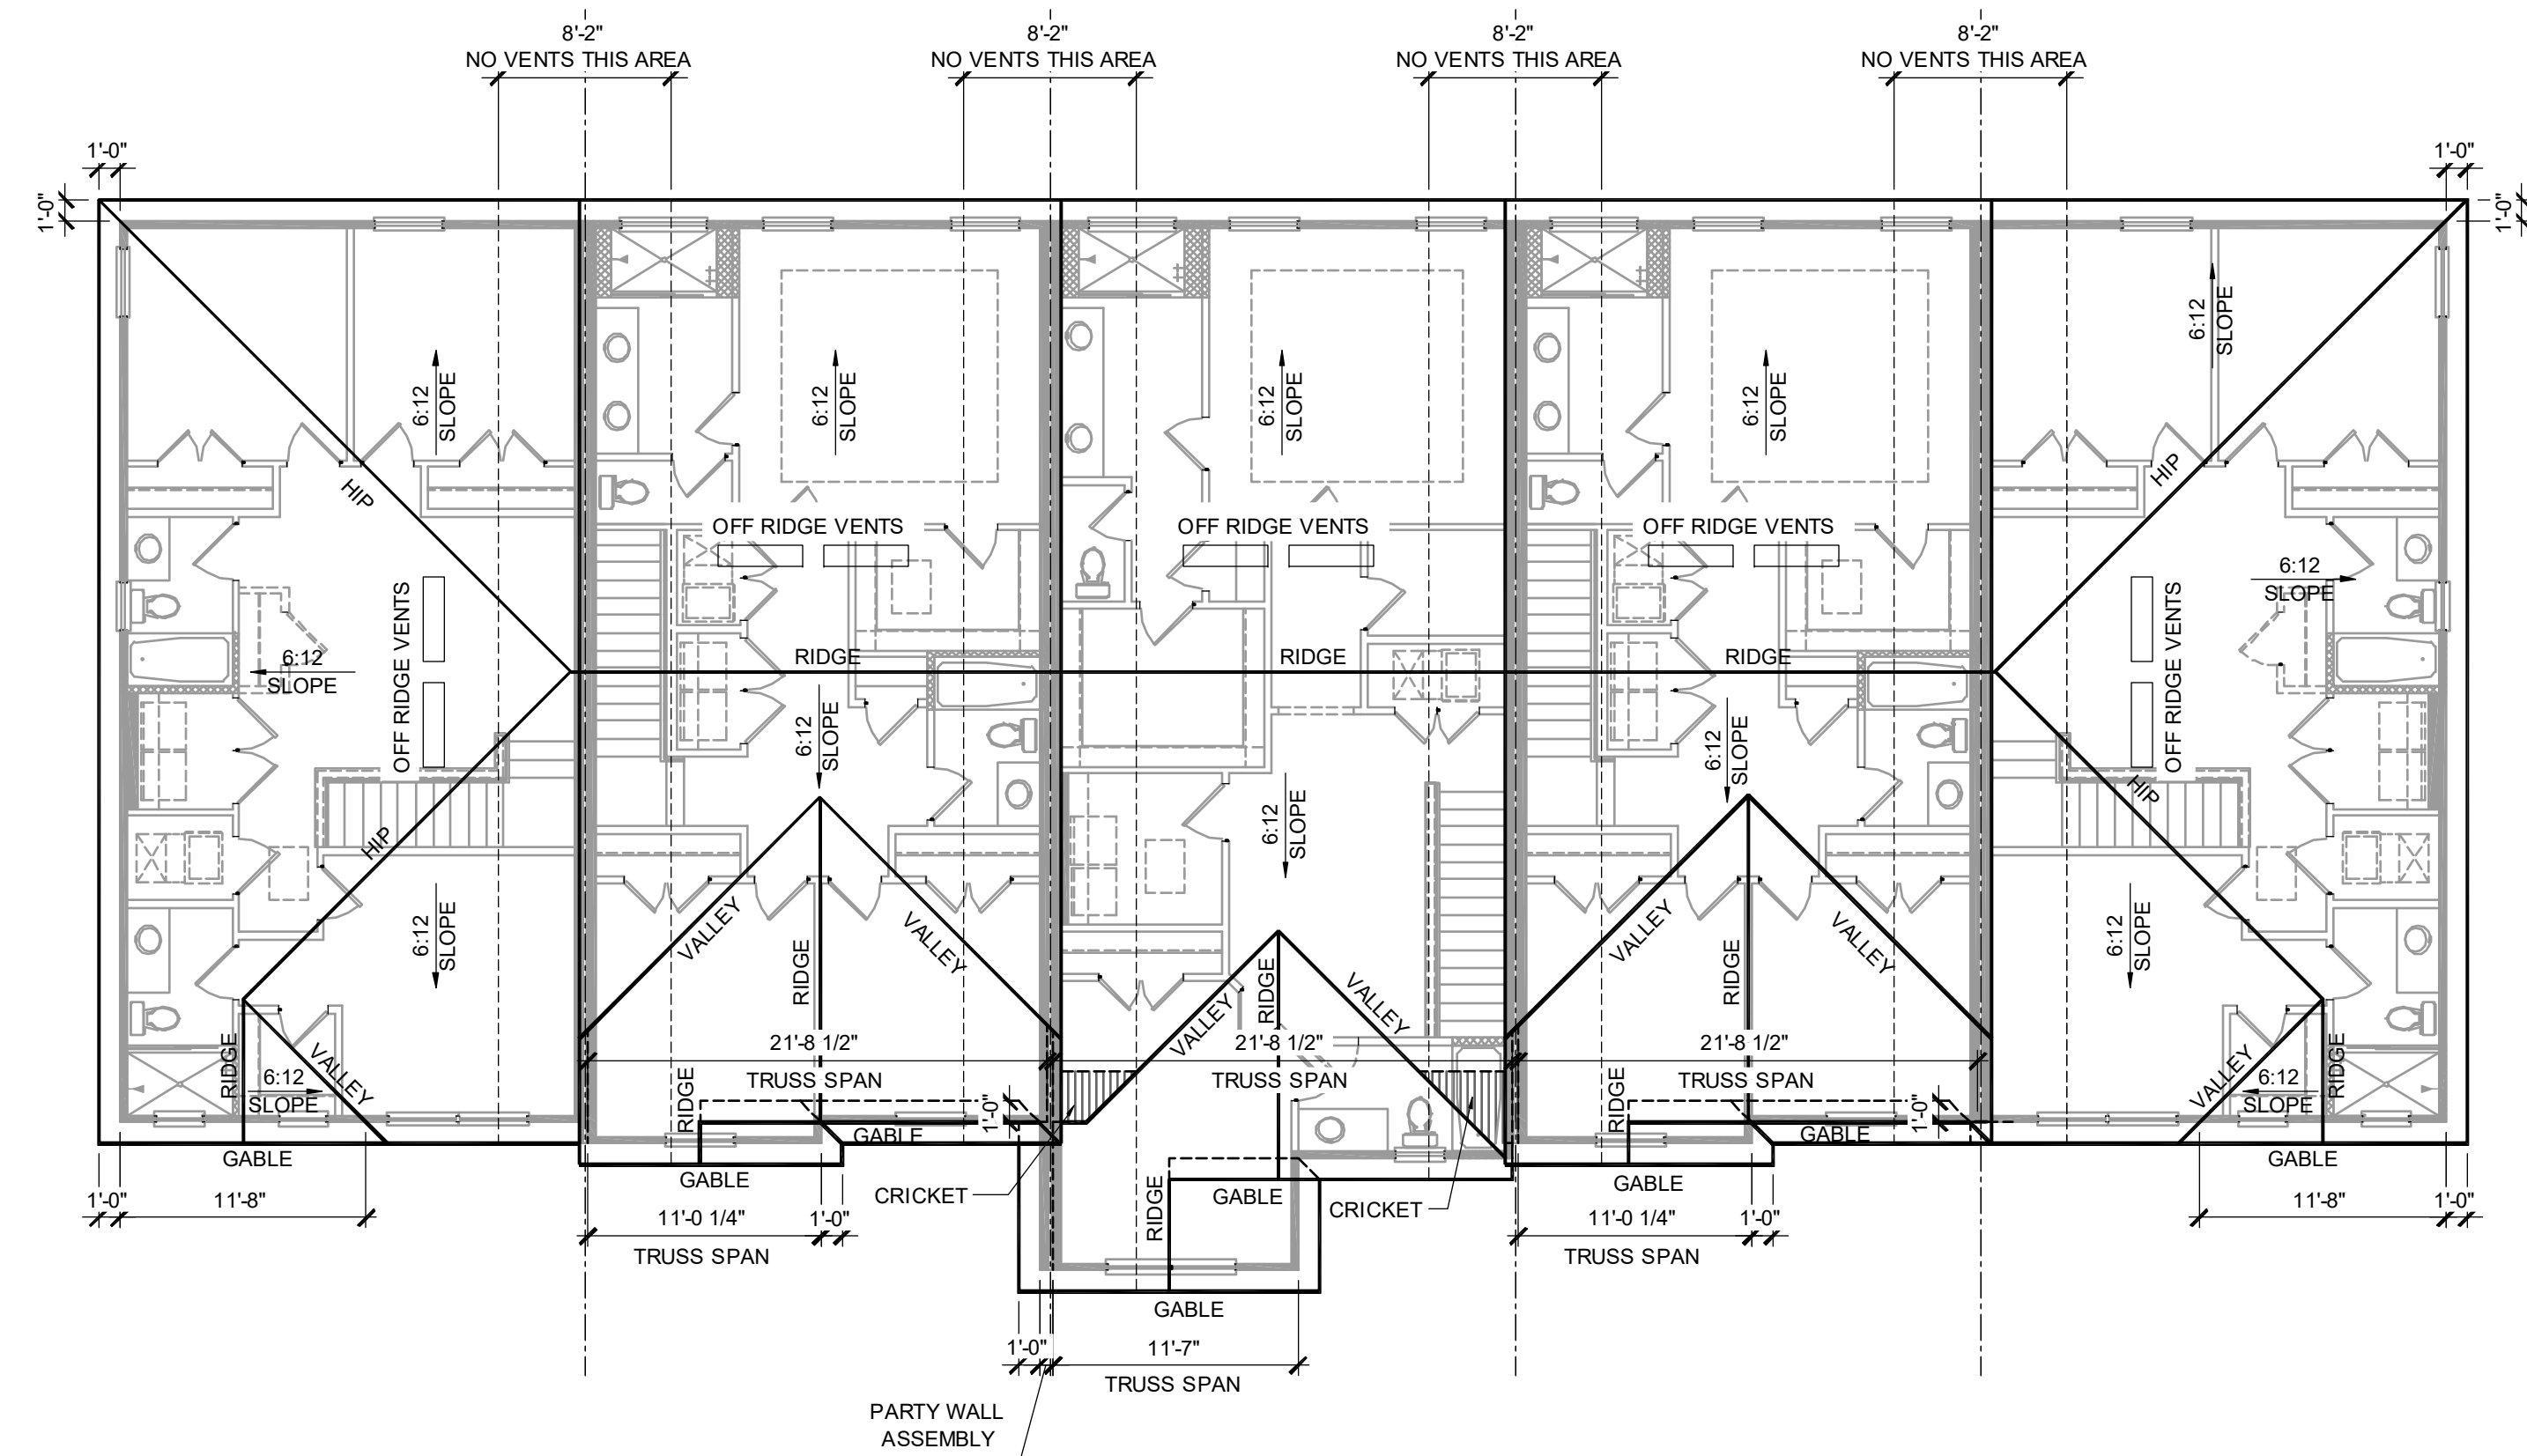 8'-2"
NO VENTS THIS AREA
8'-2"
NO VENTS THIS AREA
8'-2"
NO VENTS THIS AREA
8'-2"
NO VENTS THIS AREA
1'-0"
1'-0"
1'-0"
1'-0"
6:12
SLOPE
6:12
SLOPE
6:12
SLOPE
6:12
SLOPE
6:12
SLOPE
HIP
HIP
OFF RIDGE VENTS
OFF RIDGE VENTS
OFF RIDGE VENTS
OFF RIDGE VENTS
OFF RIDGE VENTS
6:12
SLOPE
6:12
SLOPE
RIDGE
RIDGE
RIDGE
6:12
SLOPE
6:12
SLOPE
6:12
SLOPE
HIP
HIP
6:12
SLOPE
6:12
SLOPE
VALLEY
VALLEY
RIDGE
VALLEY
VALLEY
RIDGE
VALLEY
VALLEY
RIDGE
21'-8 1/2"
TRUSS SPAN
21'-8 1/2"
TRUSS SPAN
21'-8 1/2"
TRUSS SPAN
RIDGE
VALLEY
6:12
SLOPE
RIDGE
1'-0"
GABLE
RIDGE
1'-0"
GABLE
VALLEY
6:12
SLOPE
RIDGE
GABLE
GABLE
CRICKET
RIDGE
GABLE
CRICKET
GABLE
GABLE
1'-0"
11'-8"
11'-0 1/4"
1'-0"
TRUSS SPAN
11'-0 1/4"
1'-0"
TRUSS SPAN
11'-8"
1'-0"
GABLE
1'-0"
11'-7"
TRUSS SPAN
PARTY WALL
ASSEMBLY